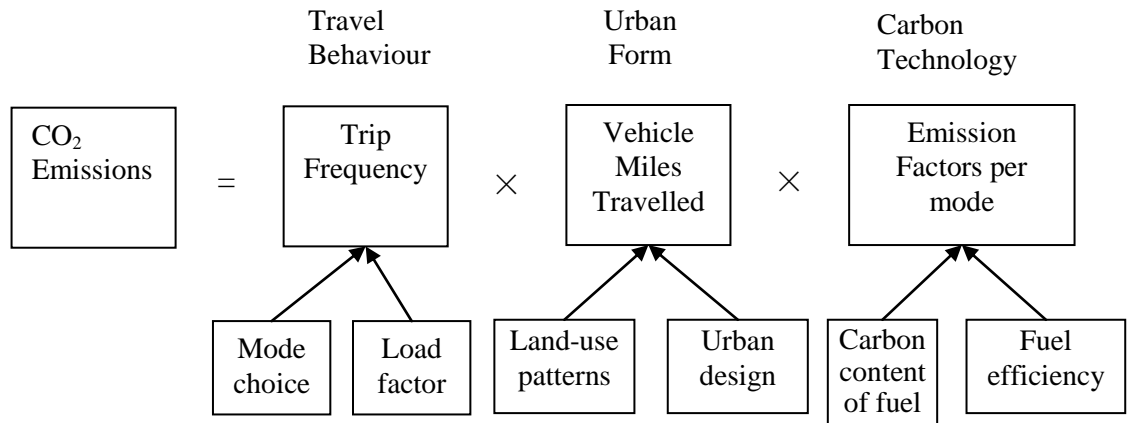 Travel
Behaviour
Urban
Form
Carbon
Technology
CO₂
Emissions
=
Trip
Frequency
×
Vehicle
Miles
Travelled
×
Emission
Factors per
mode
Mode
choice
Load
factor
Land-use
patterns
Urban
design
Carbon
content
of fuel
Fuel
efficiency